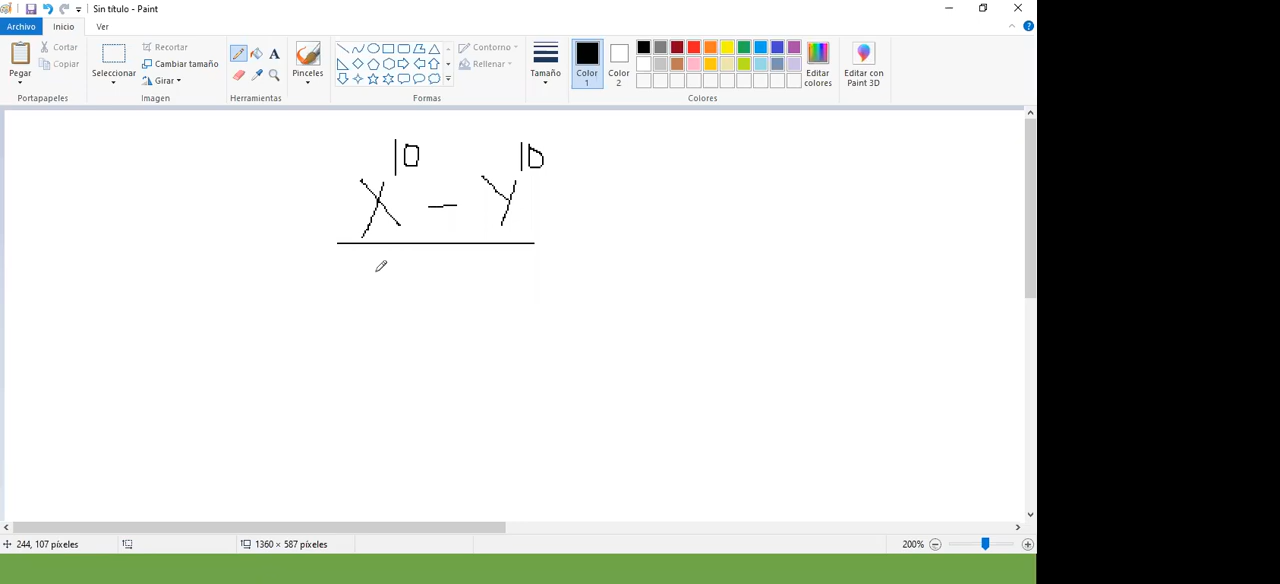 Sin título - Paint
Archivo Inicio Ver
Pegar
Cortar
Copiar
Portapapeles
Seleccionar
Recortar
Cambiar tamaño
Girar
Imagen
Herramientas
Pinceles
Contorno
Rellenar
Formas
Tamaño
Color 1
Color 2
Editar colores
Colores
Editar con Paint 3D
x¹⁰ - y¹⁰
244, 107 píxeles
1360 × 587 píxeles
200%